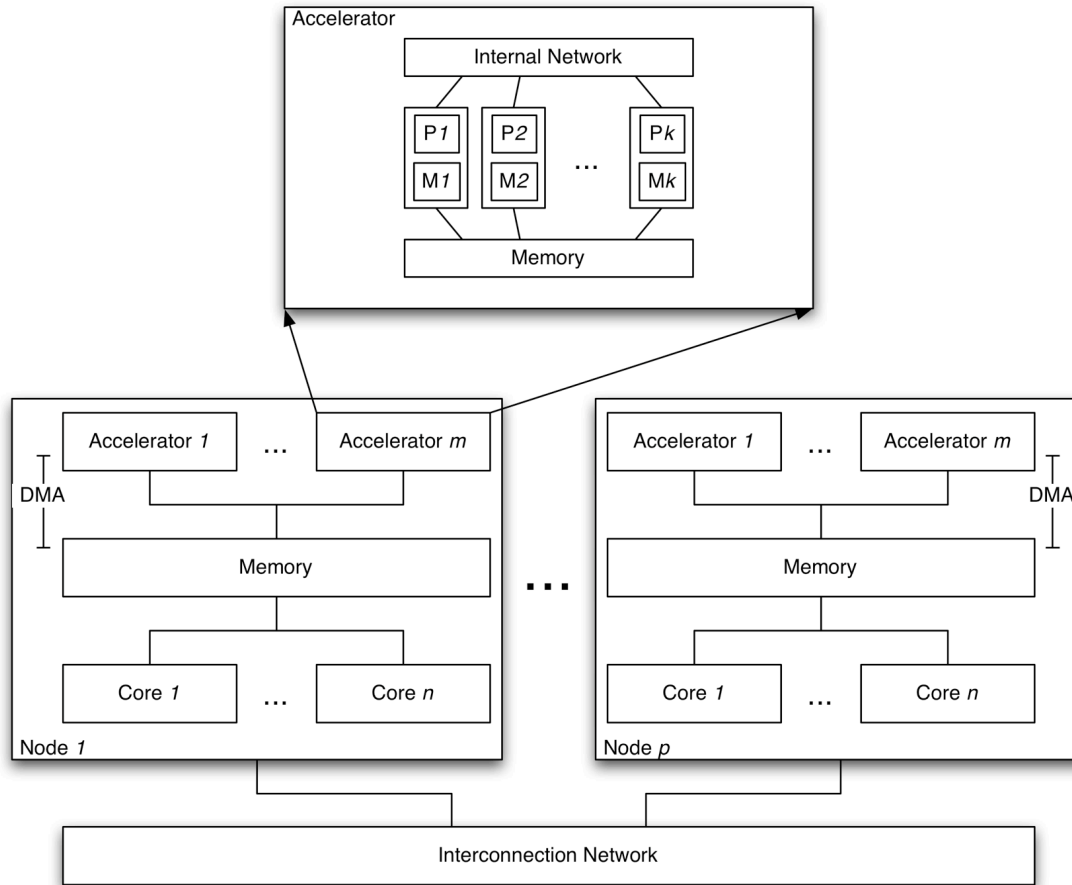 Accelerator
Internal Network
P1 P2 Pk
...
M1 M2 Mk
Memory
Accelerator 1 ... Accelerator m
DMA
Memory
Core 1 ... Core n
Node 1
...
Accelerator 1 ... Accelerator m
DMA
Memory
Core 1 ... Core n
Node p
Interconnection Network